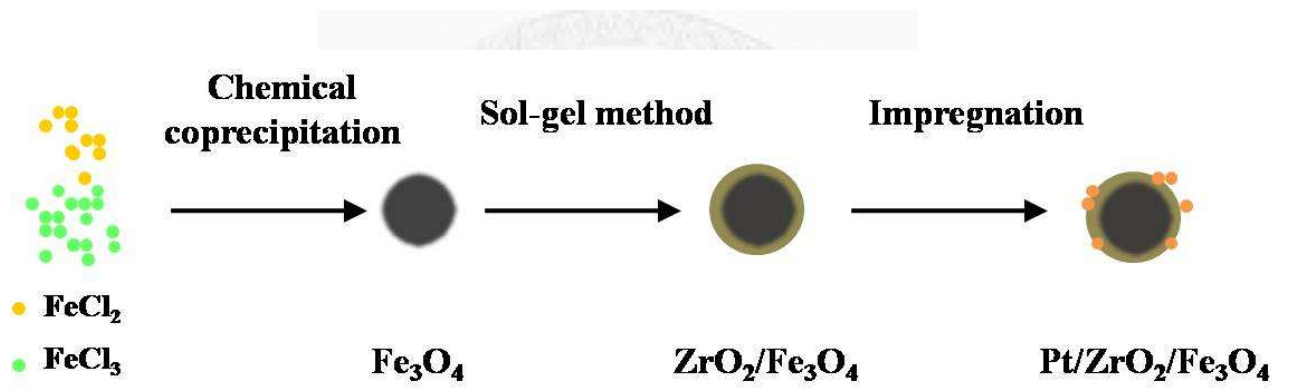 Chemical
coprecipitation
Sol-gel method
Impregnation
FeCl₂
FeCl₃
Fe₃O₄
ZrO₂/Fe₃O₄
Pt/ZrO₂/Fe₃O₄